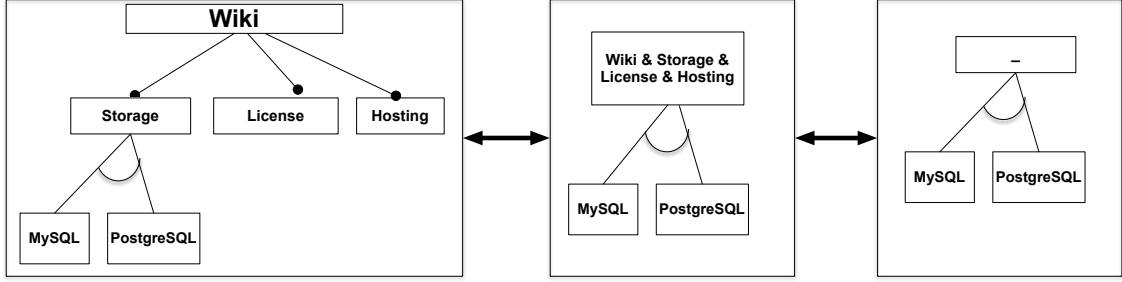 Wiki
Storage
License
Hosting
MySQL
PostgreSQL
Wiki & Storage &
License & Hosting
MySQL
PostgreSQL
_
MySQL
PostgreSQL